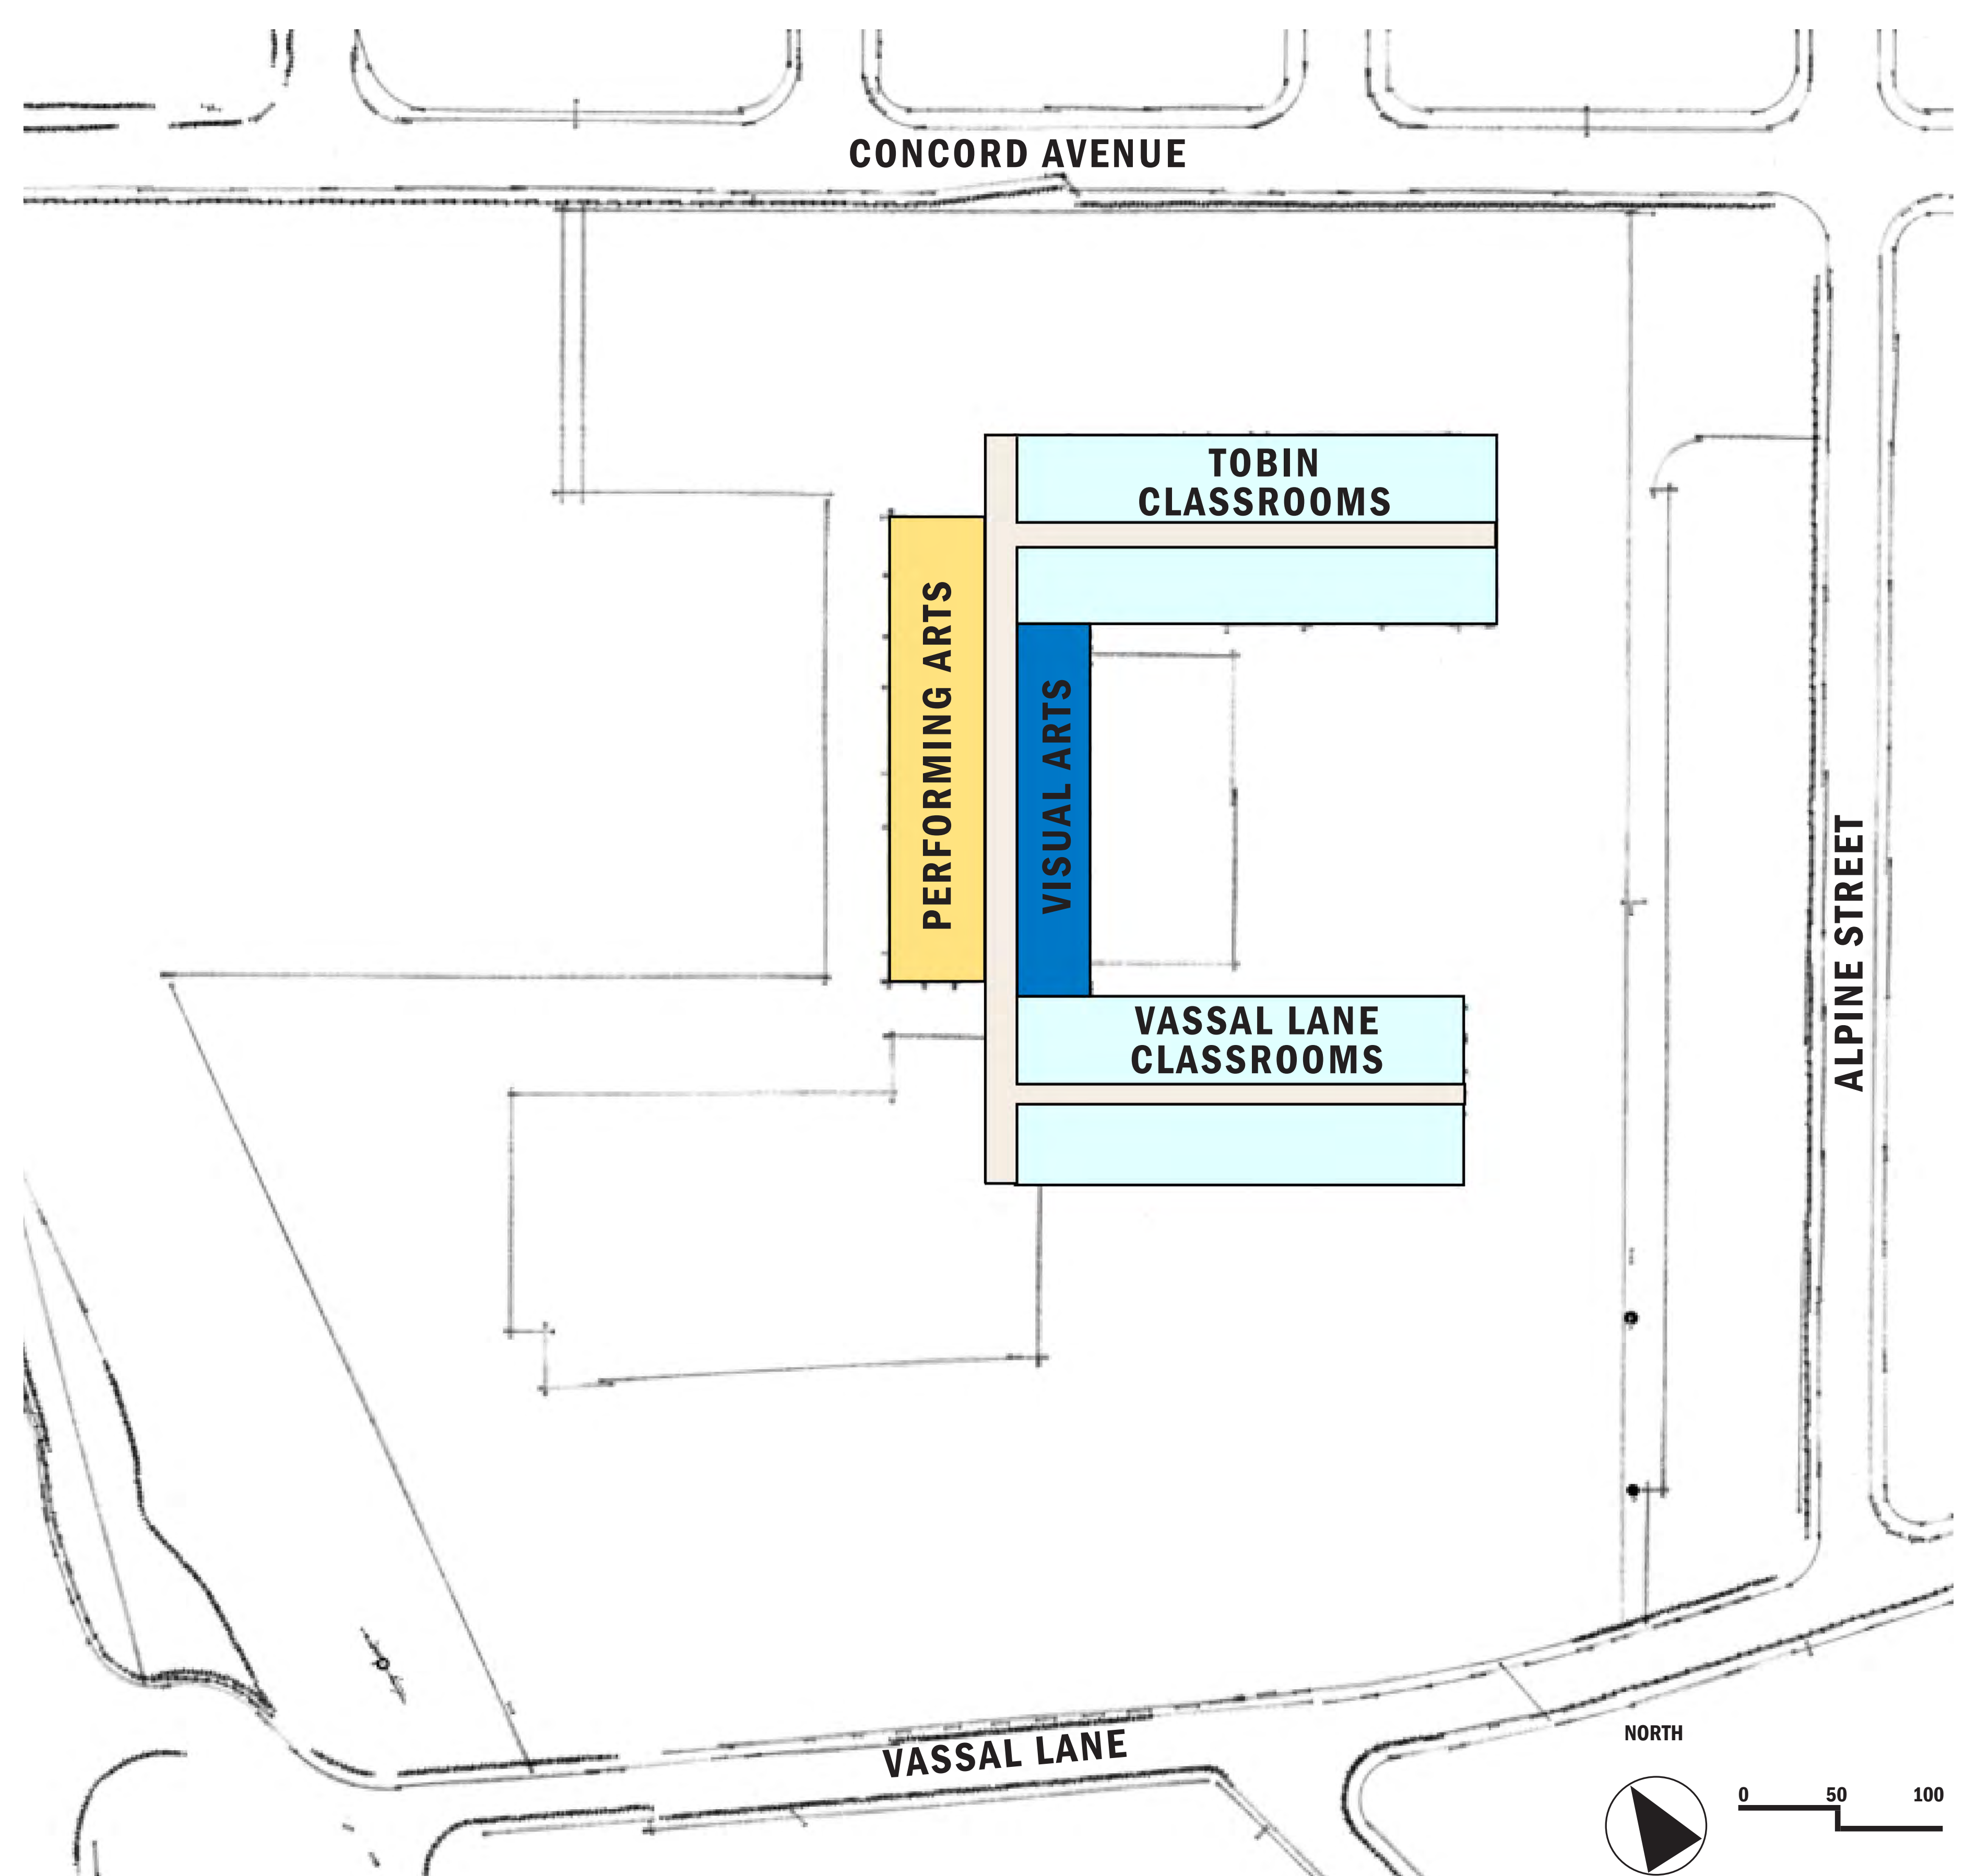 CONCORD AVENUE
TOBIN
CLASSROOMS
PERFORMING ARTS
VISUAL ARTS
VASSAL LANE
CLASSROOMS
ALPINE STREET
VASSAL LANE
NORTH
0 50 100